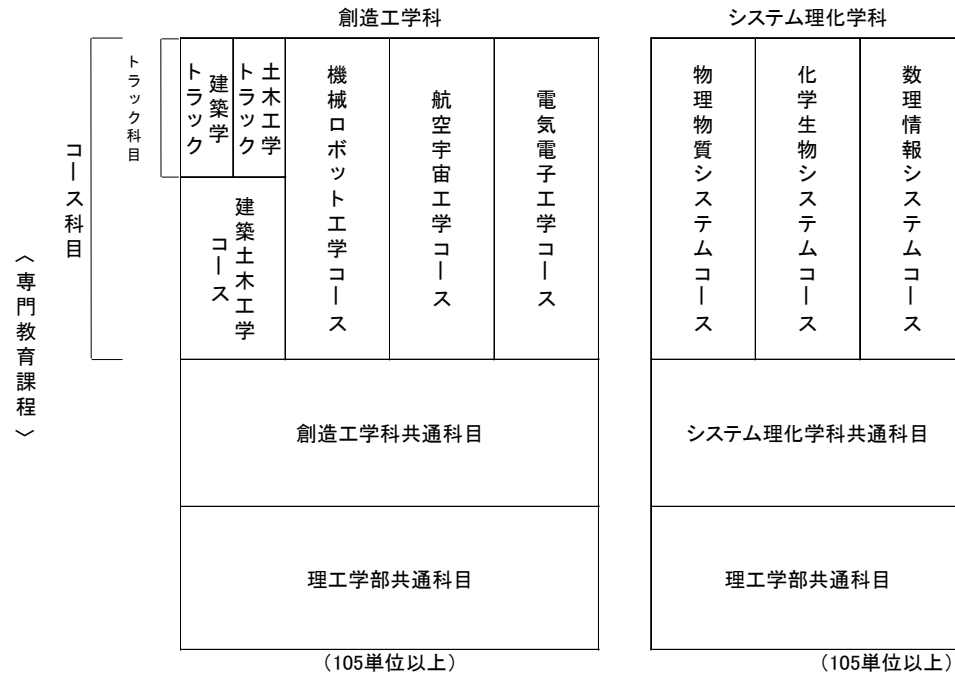 創造工学科
システム理化学科
〈専門教育課程〉
コース科目
トラック科目
建築学
トラック
土木工学
トラック
建築土木工学
コース
機械ロボット工学コース
航空宇宙工学コース
電気電子工学コース
物理物質システムコース
化学生物システムコース
数理情報システムコース
創造工学科共通科目
システム理化学科共通科目
理工学部共通科目
理工学部共通科目
（105単位以上）
（105単位以上）